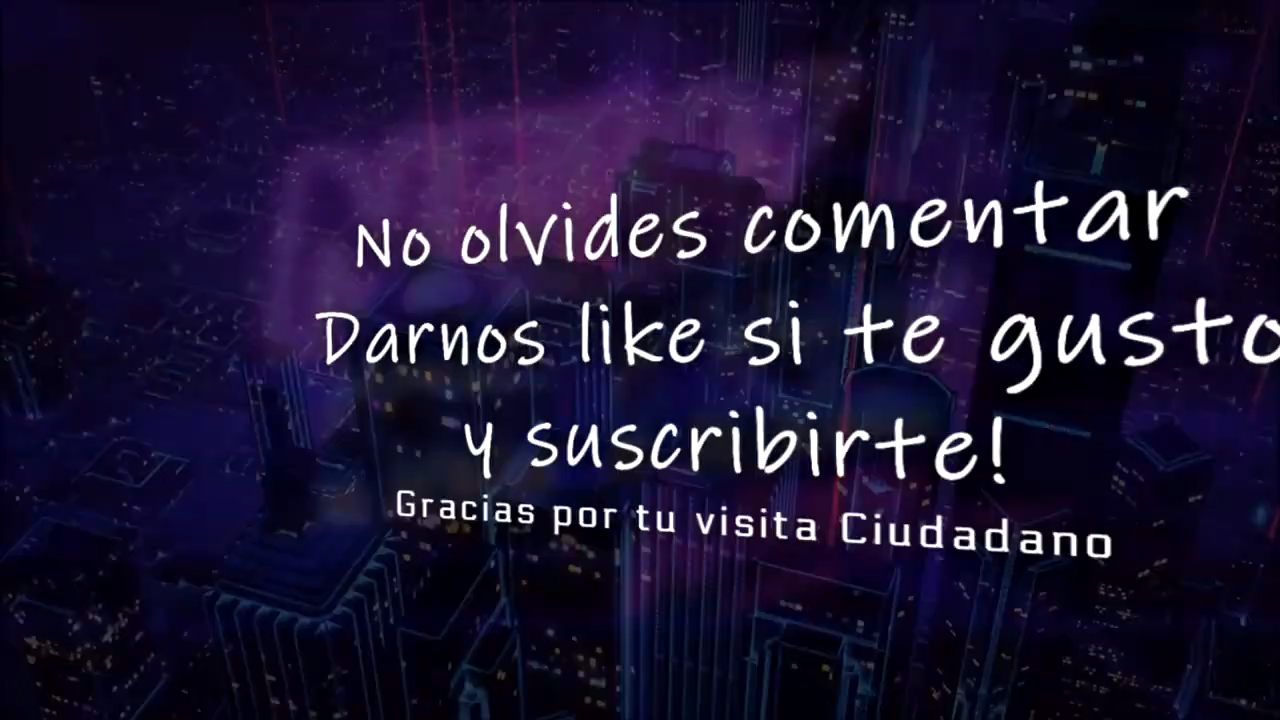 No olvides comentar
Darnos like si te gusto
y suscribirte!
Gracias por tu visita Ciudadano